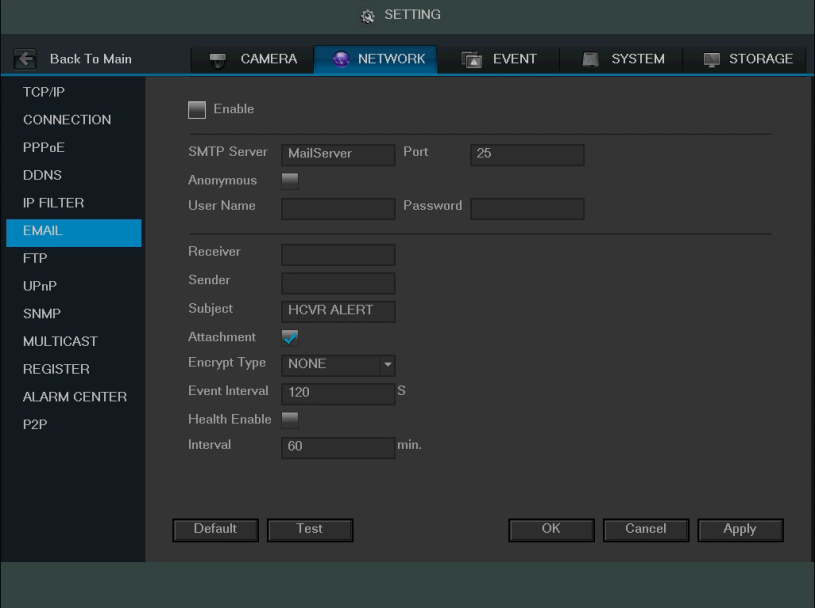 SETTING
Back To Main
CAMERA NETWORK EVENT SYSTEM STORAGE
TCP/IP
CONNECTION
PPPoE
DDNS
IP FILTER
EMAIL
FTP
UPnP
SNMP
MULTICAST
REGISTER
ALARM CENTER
P2P
Enable
SMTP Server MailServer Port 25
Anonymous
User Name Password
Receiver
Sender
Subject HCVR ALERT
Attachment
Encrypt Type NONE
Event Interval 120 S
Health Enable
Interval 60 min.
Default Test OK Cancel Apply